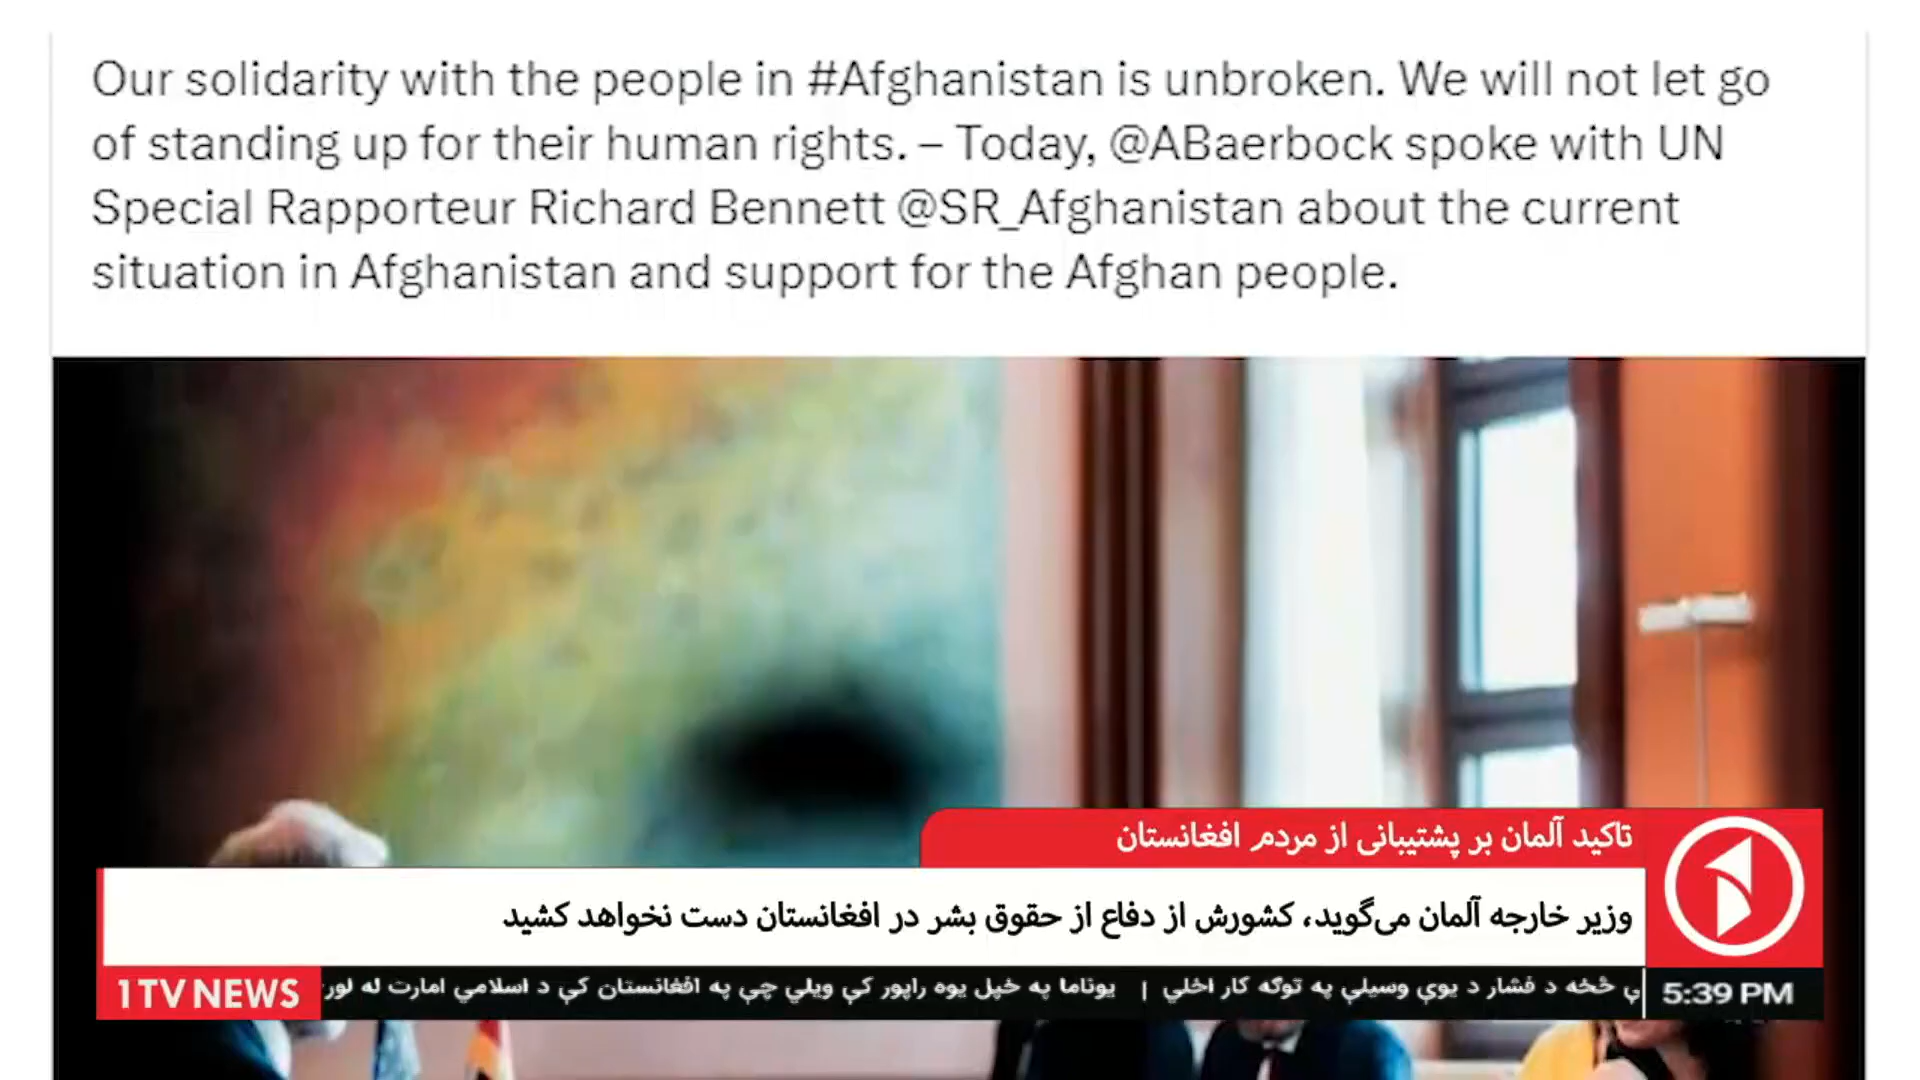 Our solidarity with the people in #Afghanistan is unbroken. We will not let go
of standing up for their human rights. – Today, @ABaerbock spoke with UN
Special Rapporteur Richard Bennett @SR_Afghanistan about the current
situation in Afghanistan and support for the Afghan people.
تاکید آلمان بر پشتیبانی از مردم افغانستان
وزیر خارجه آلمان می‌گوید، کشورش از دفاع از حقوق بشر در افغانستان دست نخواهد کشید
1TV NEWS
ې څخه د فشار د یوې وسیلې په توګه کار اخلي | یوناما په خپل یوه راپور کې ویلي چې په افغانستان کې د اسلامي امارت له لور
5:39 PM